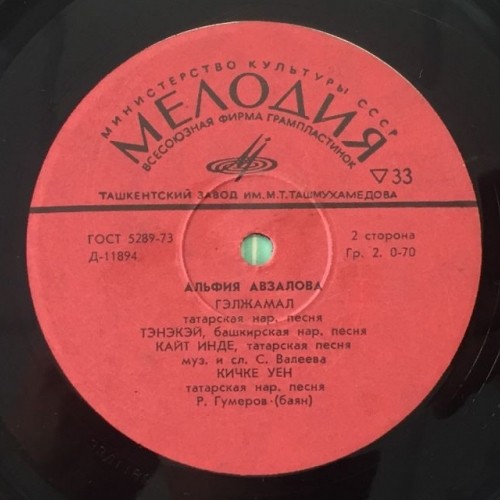 МИНИСТЕРСТВО КУЛЬТУРЫ СССР
МЕЛОДИЯ
ВСЕСОЮЗНАЯ ФИРМА ГРАМПЛАСТИНОК
▽33
ТАШКЕНТСКИЙ ЗАВОД ИМ. М.Т.ТАШМУХАМЕДОВА
ГОСТ 5289-73
Д-11894
2 сторона
Гр. 2. 0-70
АЛЬФИЯ АВЗАЛОВА
ГЭЛЖАМАЛ
татарская нар. песня
ТЭНЭКЭЙ, башкирская нар. песня
КАЙТ ИНДЕ, татарская песня
муз. и сл. С. Валеева
КИЧКЕ УЕН
татарская нар. песня
Р. Гумеров-(баян)